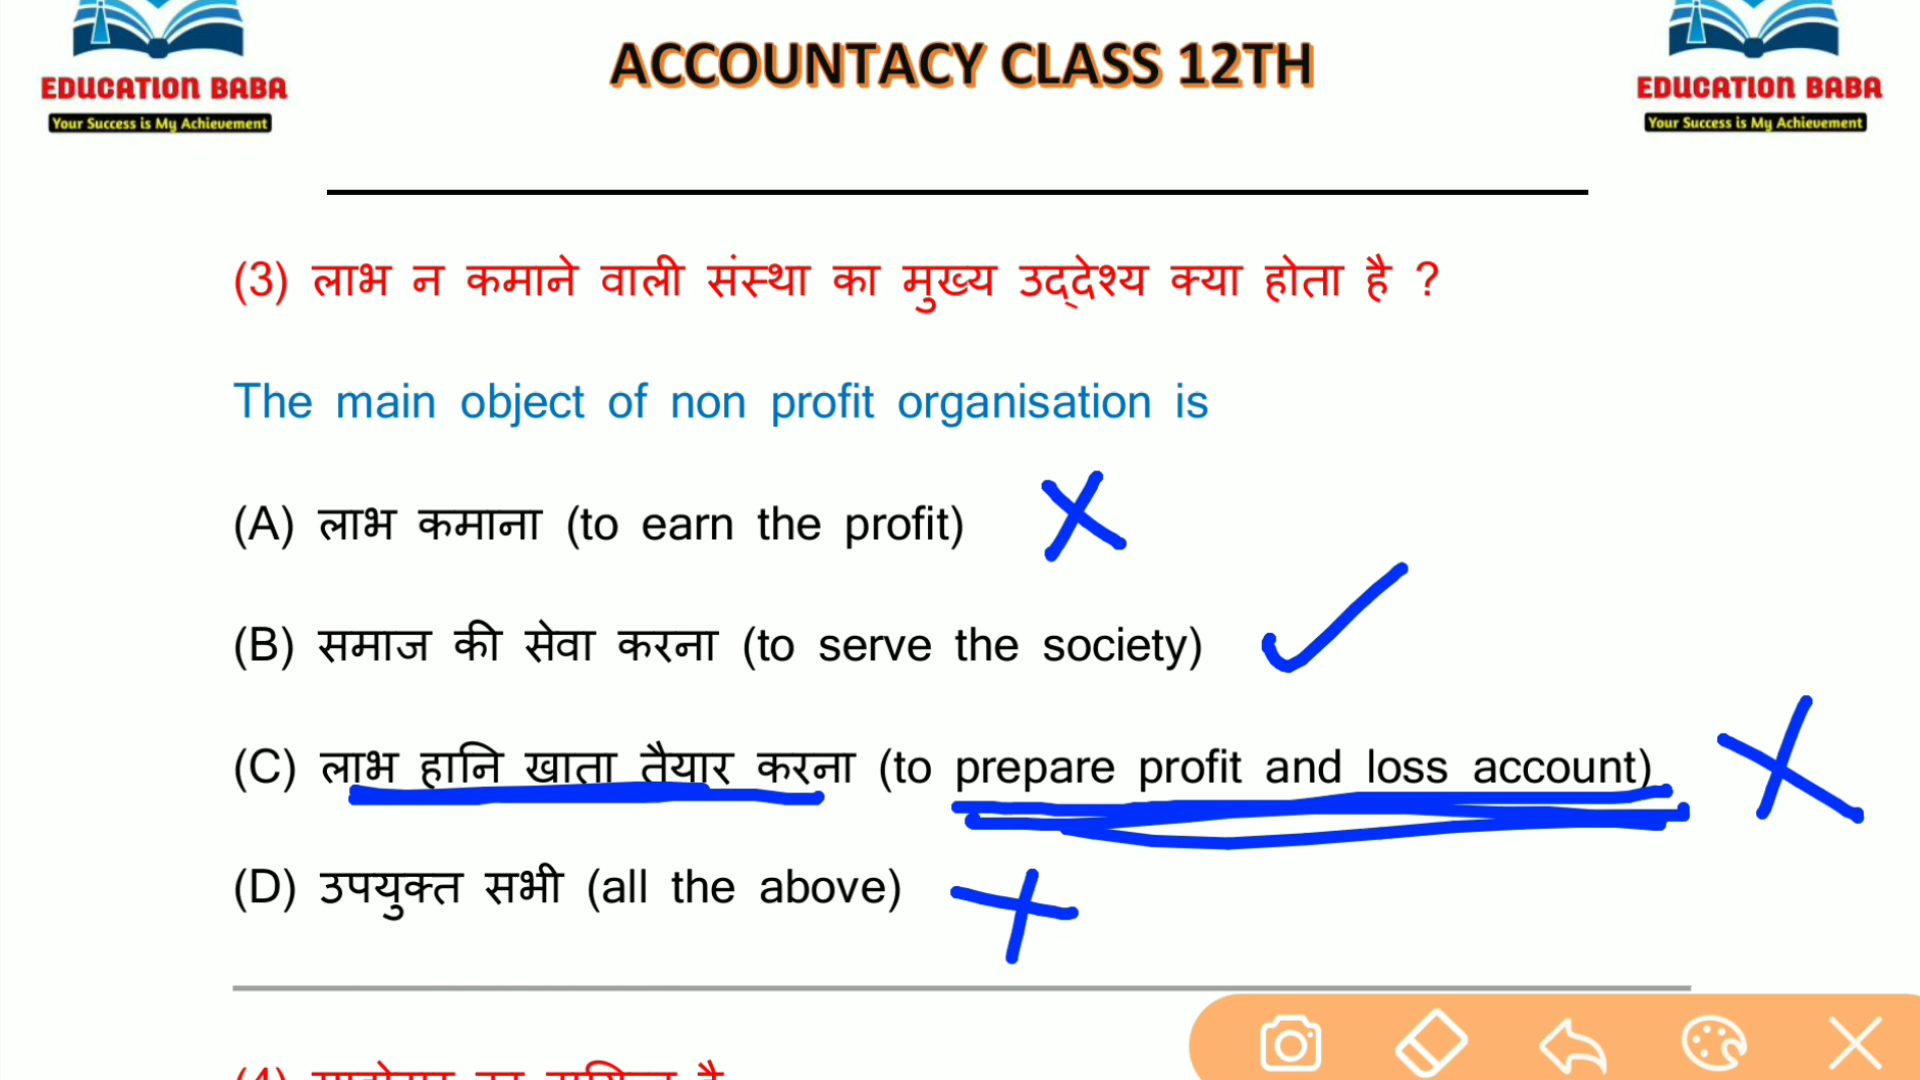 EDUCATION BABA
Your Success is My Achievement
ACCOUNTACY CLASS 12TH
EDUCATION BABA
Your Success is My Achievement
(3) लाभ न कमाने वाली संस्था का मुख्य उद्देश्य क्या होता है ?
The main object of non profit organisation is
(A) लाभ कमाना (to earn the profit)
(B) समाज की सेवा करना (to serve the society)
(C) लाभ हानि खाता तैयार करना (to prepare profit and loss account)
(D) उपयुक्त सभी (all the above)